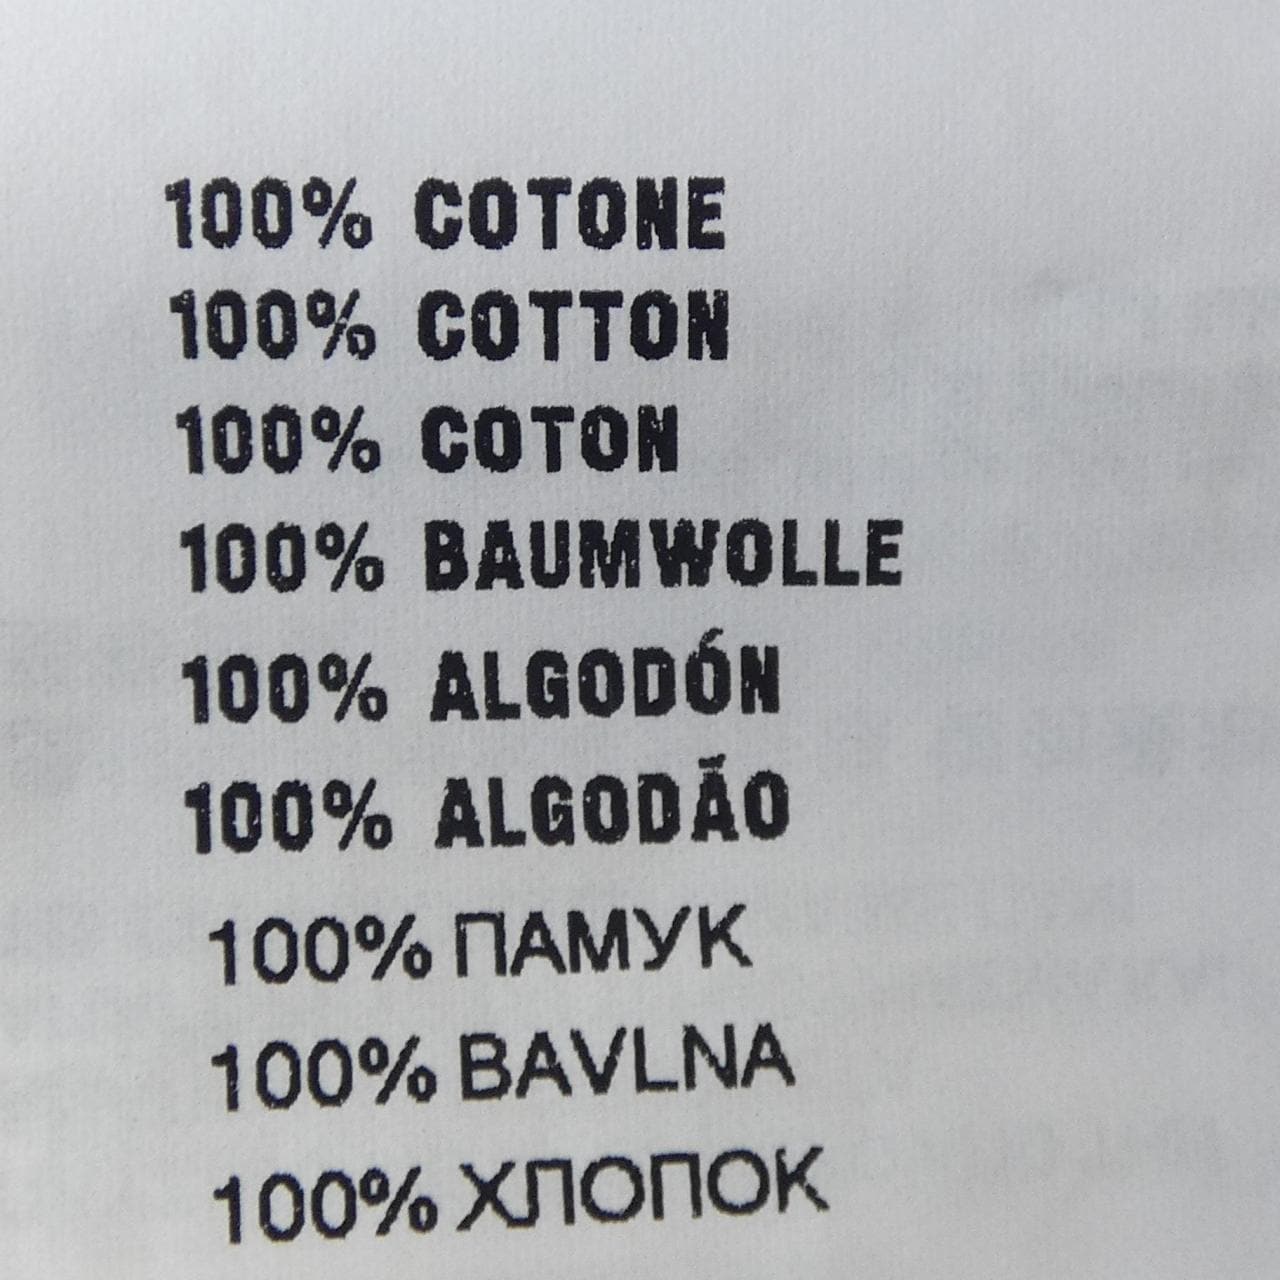 100% COTONE
100% COTTON
100% COTON
100% BAUMWOLLE
100% ALGODÓN
100% ALGODÃO
100% ПАМУК
100% BAVLNA
100% ХЛОПОК